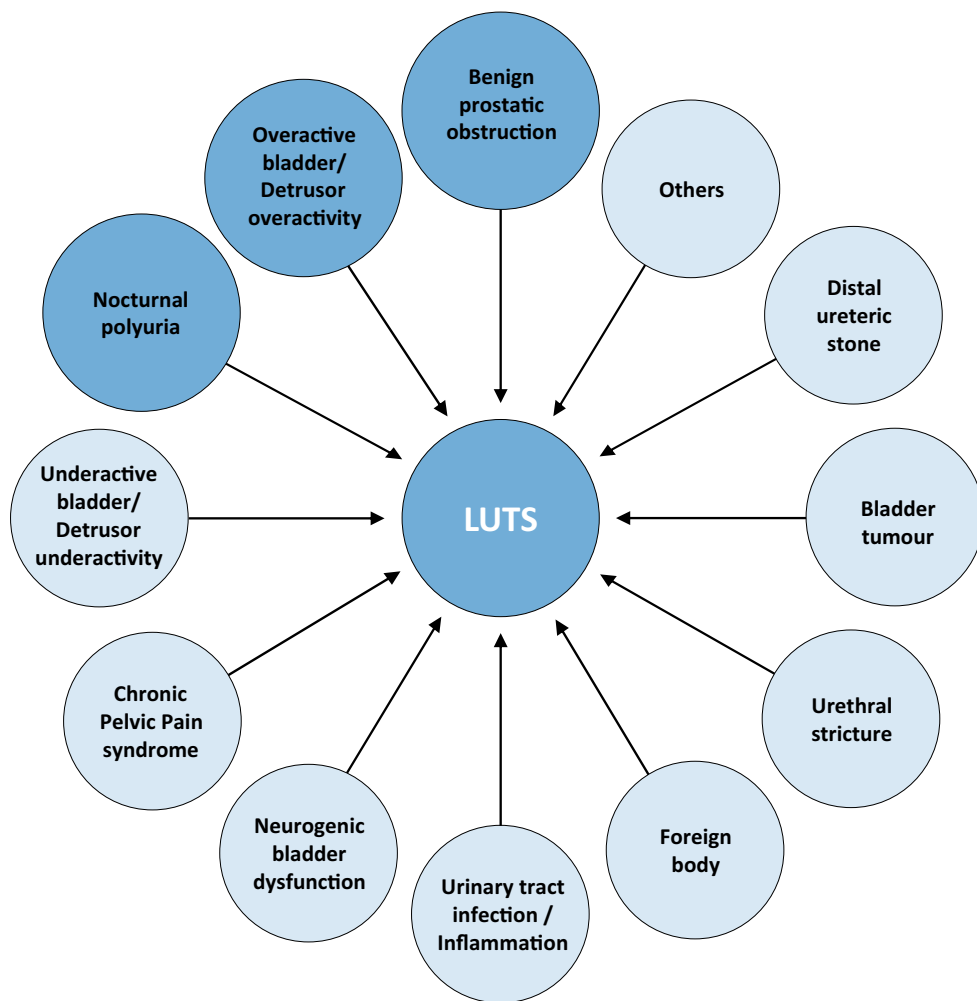 Benign
prostatic
obstruction
Others
Distal
ureteric
stone
Bladder
tumour
Urethral
stricture
Foreign
body
Urinary tract
infection /
Inflammation
Neurogenic
bladder
dysfunction
Chronic
Pelvic Pain
syndrome
Underactive
bladder/
Detrusor
underactivity
Nocturnal
polyuria
Overactive
bladder/
Detrusor
overactivity
LUTS